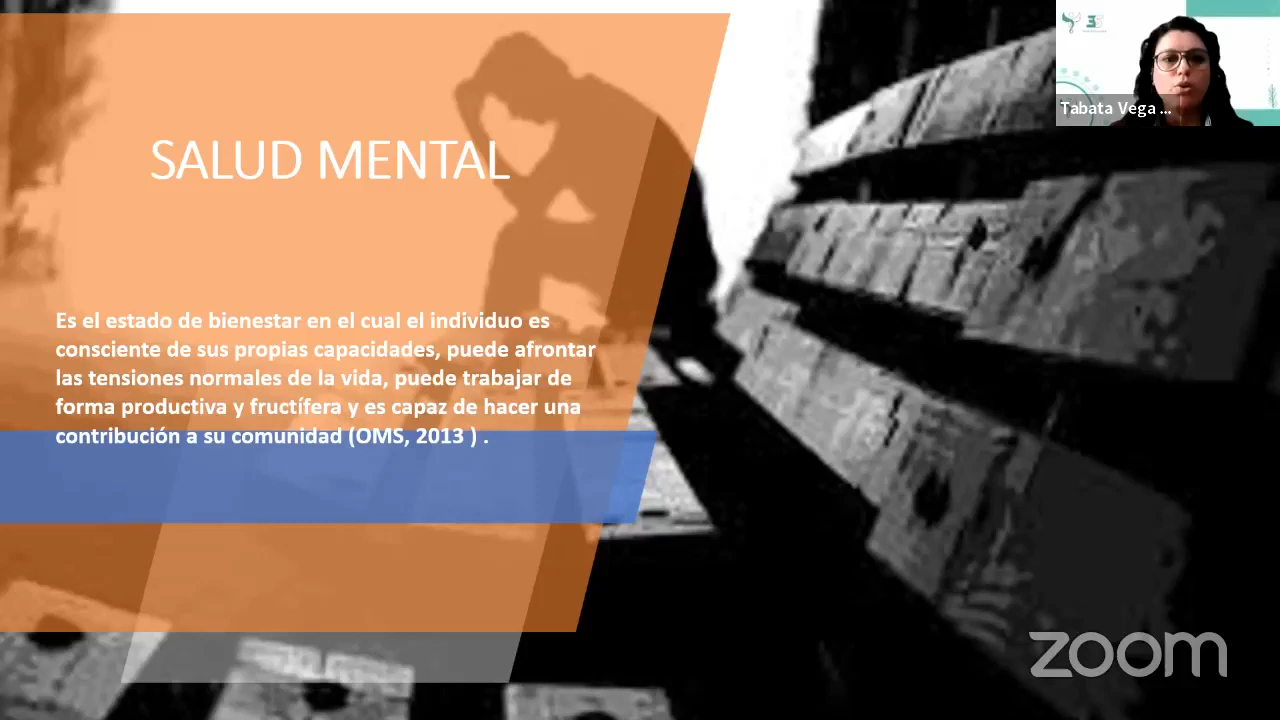 SALUD MENTAL
Es el estado de bienestar en el cual el individuo es
consciente de sus propias capacidades, puede afrontar
las tensiones normales de la vida, puede trabajar de
forma productiva y fructífera y es capaz de hacer una
contribución a su comunidad (OMS, 2013 ) .
Tabata Vega ...
zoom